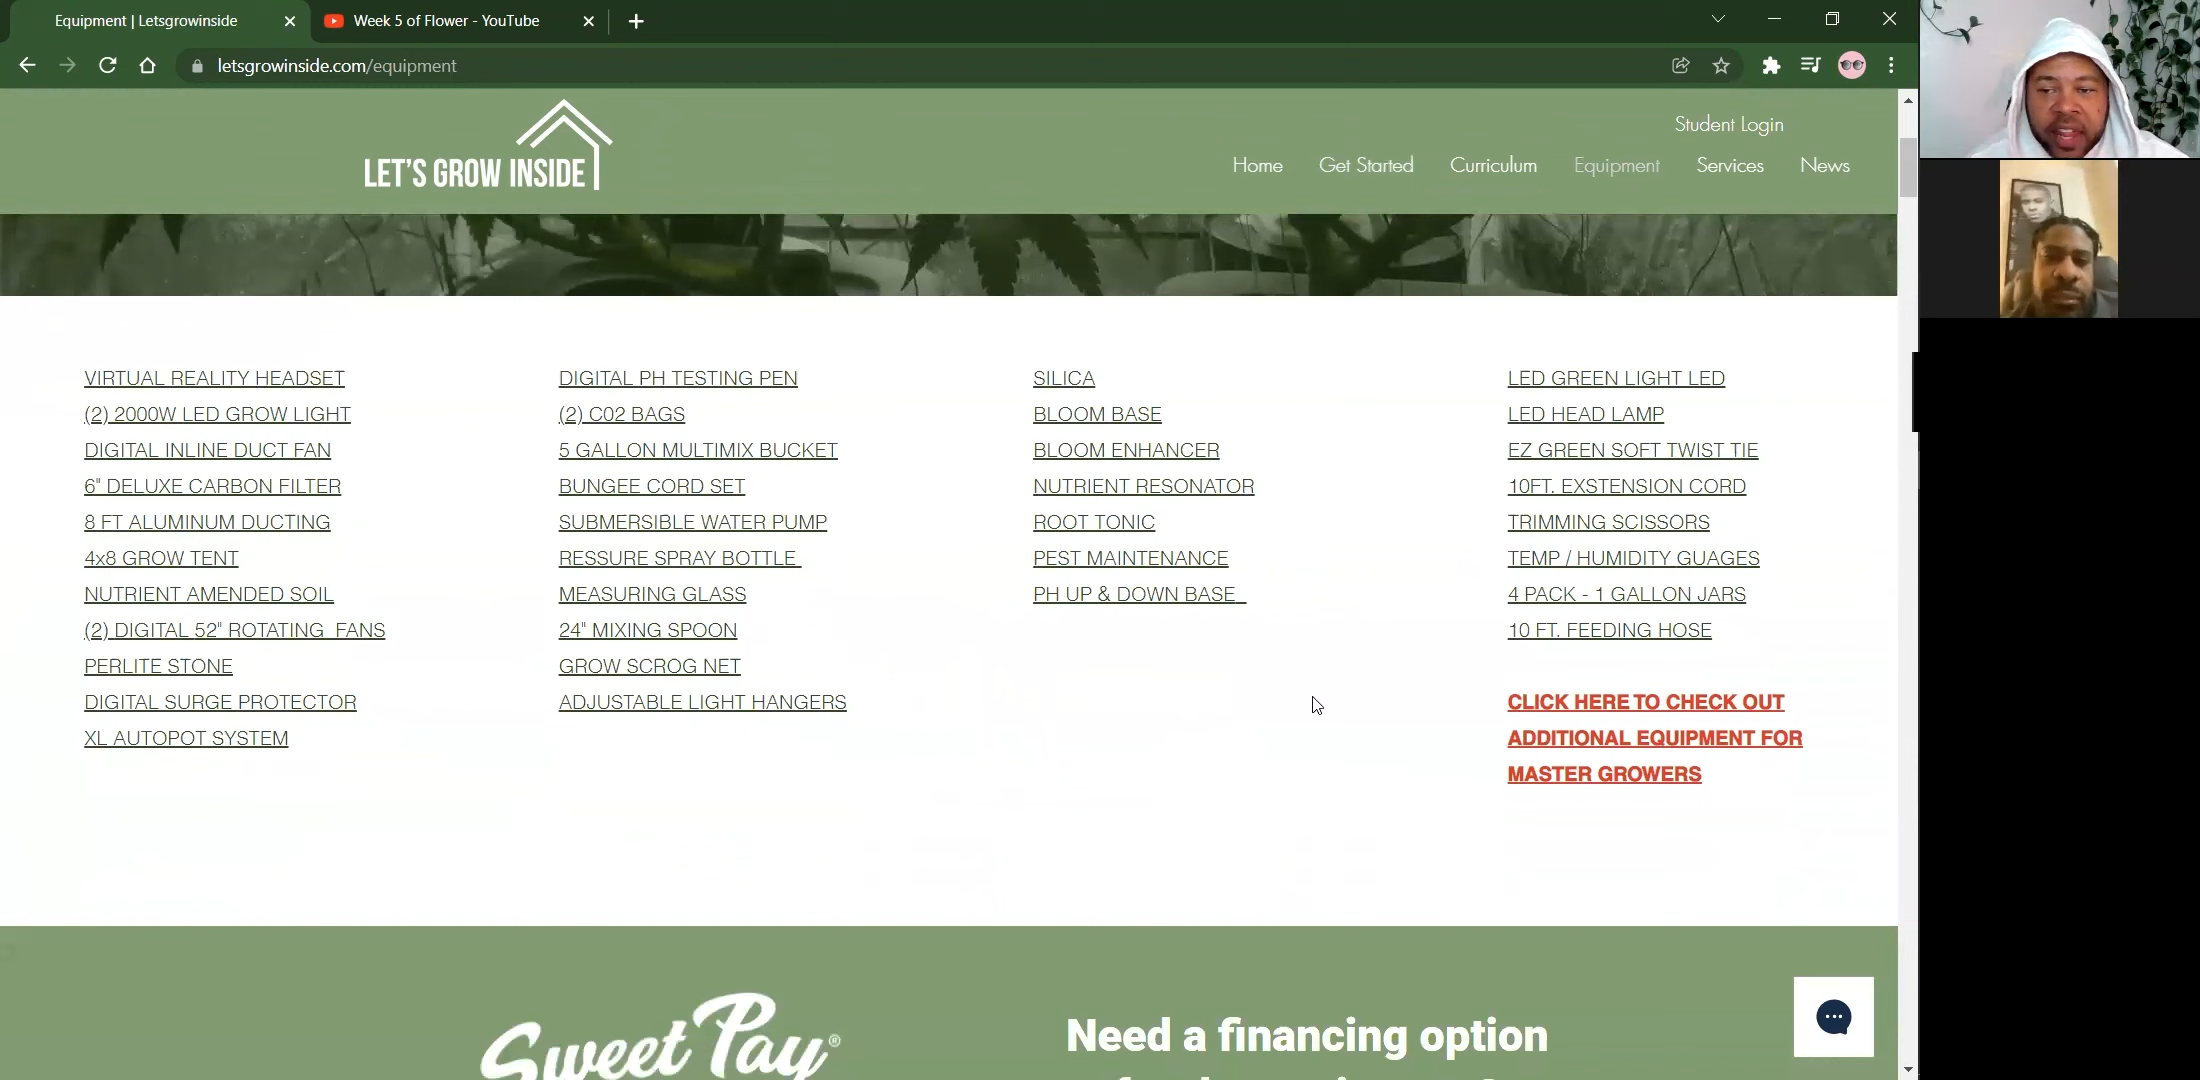 Equipment | Letsgrowinside
Week 5 of Flower - YouTube
letsgrowinside.com/equipment
LET'S GROW INSIDE
Student Login
Home Get Started Curriculum Equipment Services News
VIRTUAL REALITY HEADSET
(2) 2000W LED GROW LIGHT
DIGITAL INLINE DUCT FAN
6" DELUXE CARBON FILTER
8 FT ALUMINUM DUCTING
4x8 GROW TENT
NUTRIENT AMENDED SOIL
(2) DIGITAL 52" ROTATING FANS
PERLITE STONE
DIGITAL SURGE PROTECTOR
XL AUTOPOT SYSTEM
DIGITAL PH TESTING PEN
(2) C02 BAGS
5 GALLON MULTIMIX BUCKET
BUNGEE CORD SET
SUBMERSIBLE WATER PUMP
RESSURE SPRAY BOTTLE
MEASURING GLASS
24" MIXING SPOON
GROW SCROG NET
ADJUSTABLE LIGHT HANGERS
SILICA
BLOOM BASE
BLOOM ENHANCER
NUTRIENT RESONATOR
ROOT TONIC
PEST MAINTENANCE
PH UP & DOWN BASE
LED GREEN LIGHT LED
LED HEAD LAMP
EZ GREEN SOFT TWIST TIE
10FT. EXSTENSION CORD
TRIMMING SCISSORS
TEMP / HUMIDITY GUAGES
4 PACK - 1 GALLON JARS
10 FT. FEEDING HOSE
CLICK HERE TO CHECK OUT
ADDITIONAL EQUIPMENT FOR
MASTER GROWERS
Sweet Pay®
Need a financing option